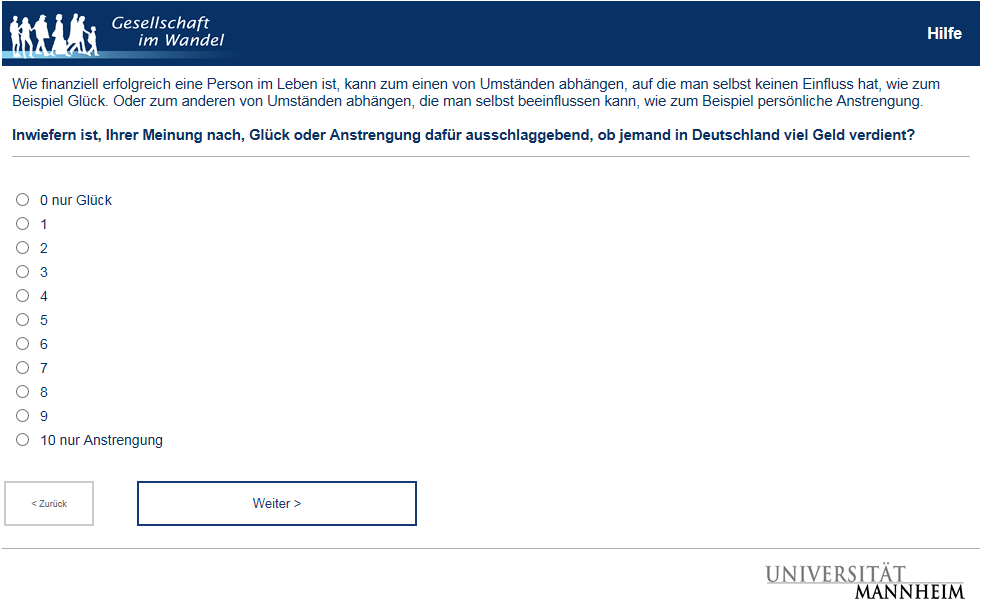 Gesellschaft
im Wandel
Hilfe
Wie finanziell erfolgreich eine Person im Leben ist, kann zum einen von Umständen abhängen, auf die man selbst keinen Einfluss hat, wie zum
Beispiel Glück. Oder zum anderen von Umständen abhängen, die man selbst beeinflussen kann, wie zum Beispiel persönliche Anstrengung.
Inwiefern ist, Ihrer Meinung nach, Glück oder Anstrengung dafür ausschlaggebend, ob jemand in Deutschland viel Geld verdient?
0 nur Glück
1
2
3
4
5
6
7
8
9
10 nur Anstrengung
< Zurück
Weiter >
UNIVERSITÄT
MANNHEIM